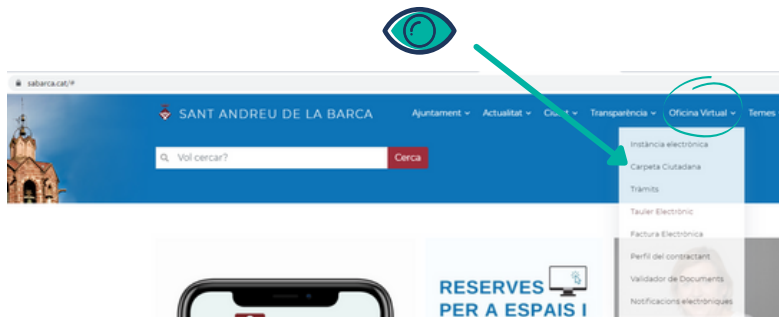 sabarca.cat/#
SANT ANDREU DE LA BARCA
Ajuntament Actualitat Ciutat Transparència Oficina Virtual Temes
Vol cercar?
Cerca
Instància electrònica
Carpeta Ciutadana
Tràmits
Tauler Electrònic
Factura Electrònica
Perfil del contractant
Validador de Documents
Notificacions electròniques
RESERVES
PER A ESPAIS I